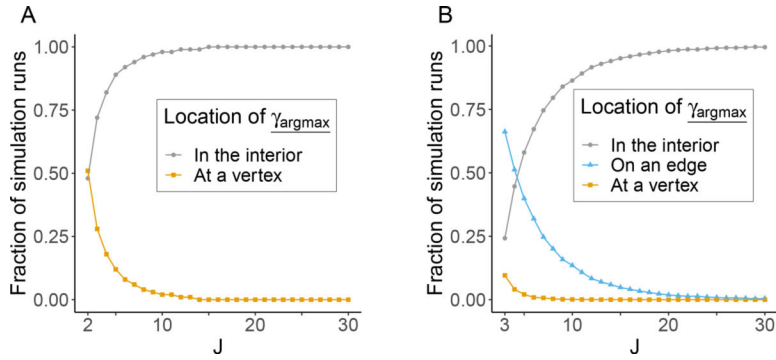 A
Fraction of simulation runs
1.00
0.75
0.50
0.25
0.00
Location of γargmax
In the interior
At a vertex
2
10
20
30
J
B
Fraction of simulation runs
1.00
0.75
0.50
0.25
0.00
Location of γargmax
In the interior
On an edge
At a vertex
3
10
20
30
J